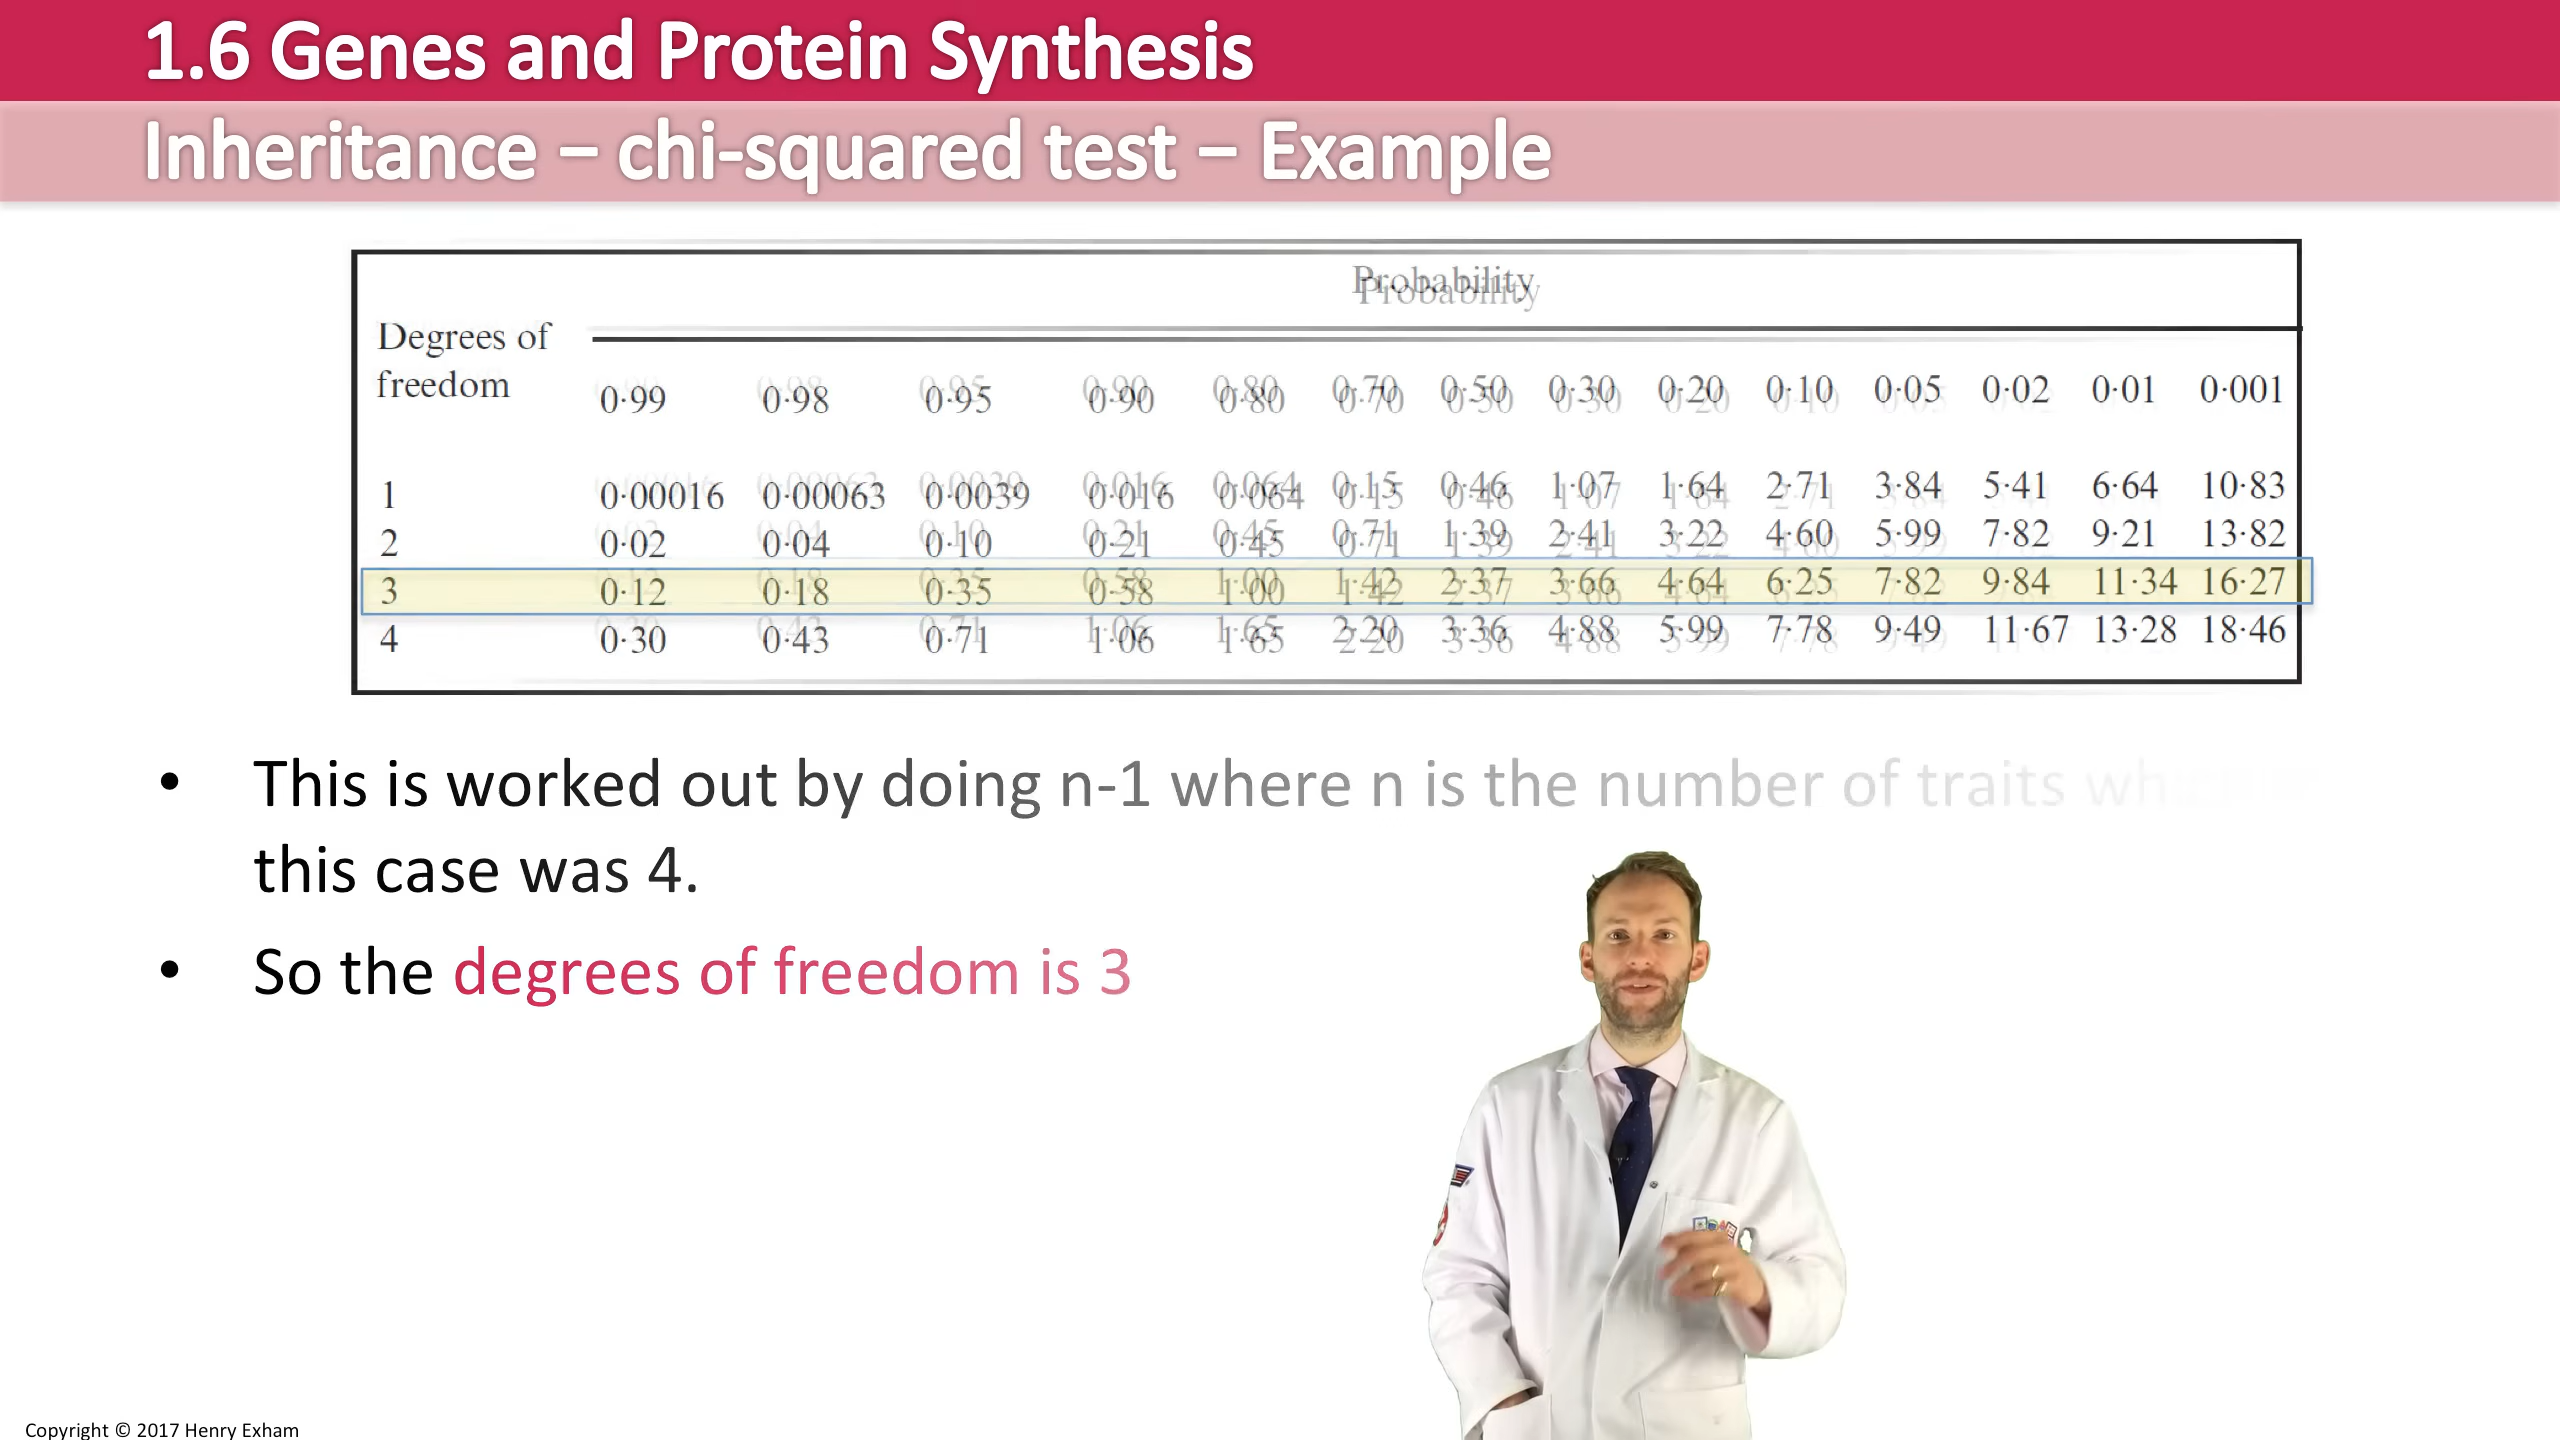 1.6 Genes and Protein Synthesis
Inheritance – chi-squared test – Example
Probability
Degrees of
freedom
0·99 0·98 0·95 0·90 0·80 0·70 0·50 0·30 0·20 0·10 0·05 0·02 0·01 0·001
1 0·00016 0·00063 0·0039 0·016 0·064 0·15 0·46 1·07 1·64 2·71 3·84 5·41 6·64 10·83
2 0·02 0·04 0·10 0·21 0·45 0·71 1·39 2·41 3·22 4·60 5·99 7·82 9·21 13·82
3 0·12 0·18 0·35 0·58 1·00 1·42 2·37 3·66 4·64 6·25 7·82 9·84 11·34 16·27
4 0·30 0·43 0·71 1·06 1·65 2·20 3·36 4·88 5·99 7·78 9·49 11·67 13·28 18·46
• This is worked out by doing n-1 where n is the number of traits
this case was 4.
• So the degrees of freedom is 3
Copyright © 2017 Henry Exham